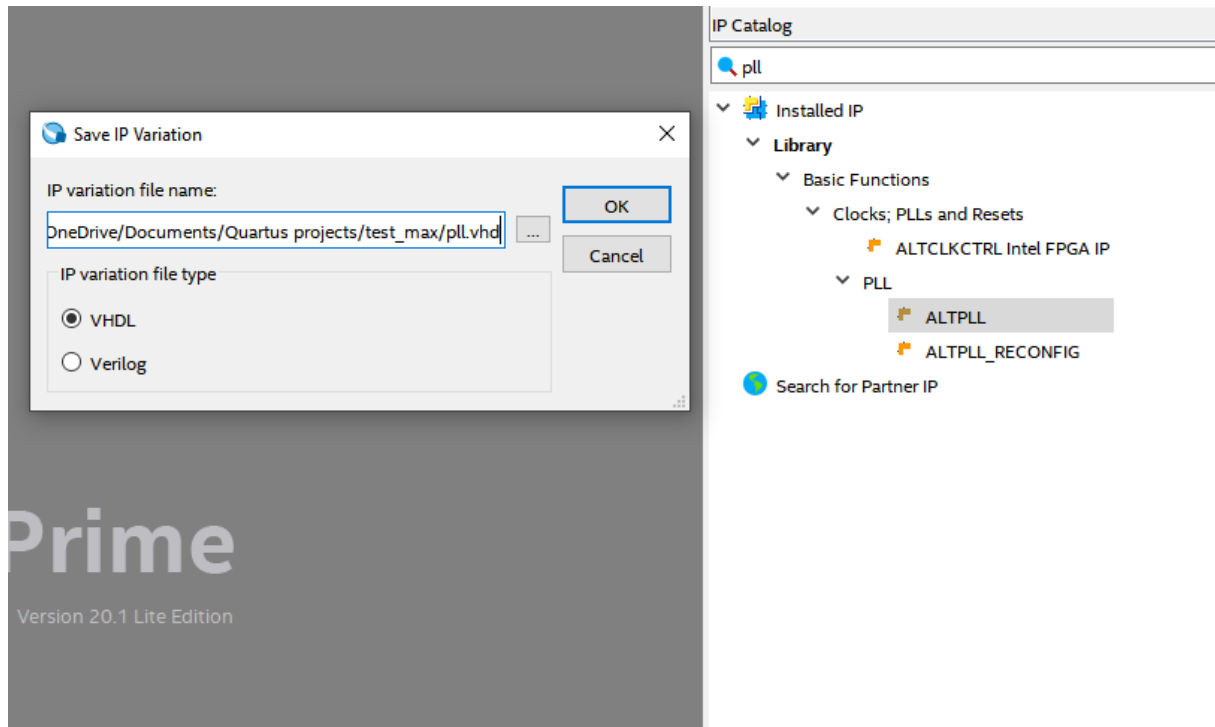 IP Catalog
pll
Installed IP
Library
Basic Functions
Clocks; PLLs and Resets
ALTCLKCTRL Intel FPGA IP
PLL
ALTPLL
ALTPLL_RECONFIG
Search for Partner IP
Save IP Variation
IP variation file name:
OneDrive/Documents/Quartus projects/test_max/pll.vhd
...
OK
Cancel
IP variation file type
VHDL
Verilog
Prime
Version 20.1 Lite Edition